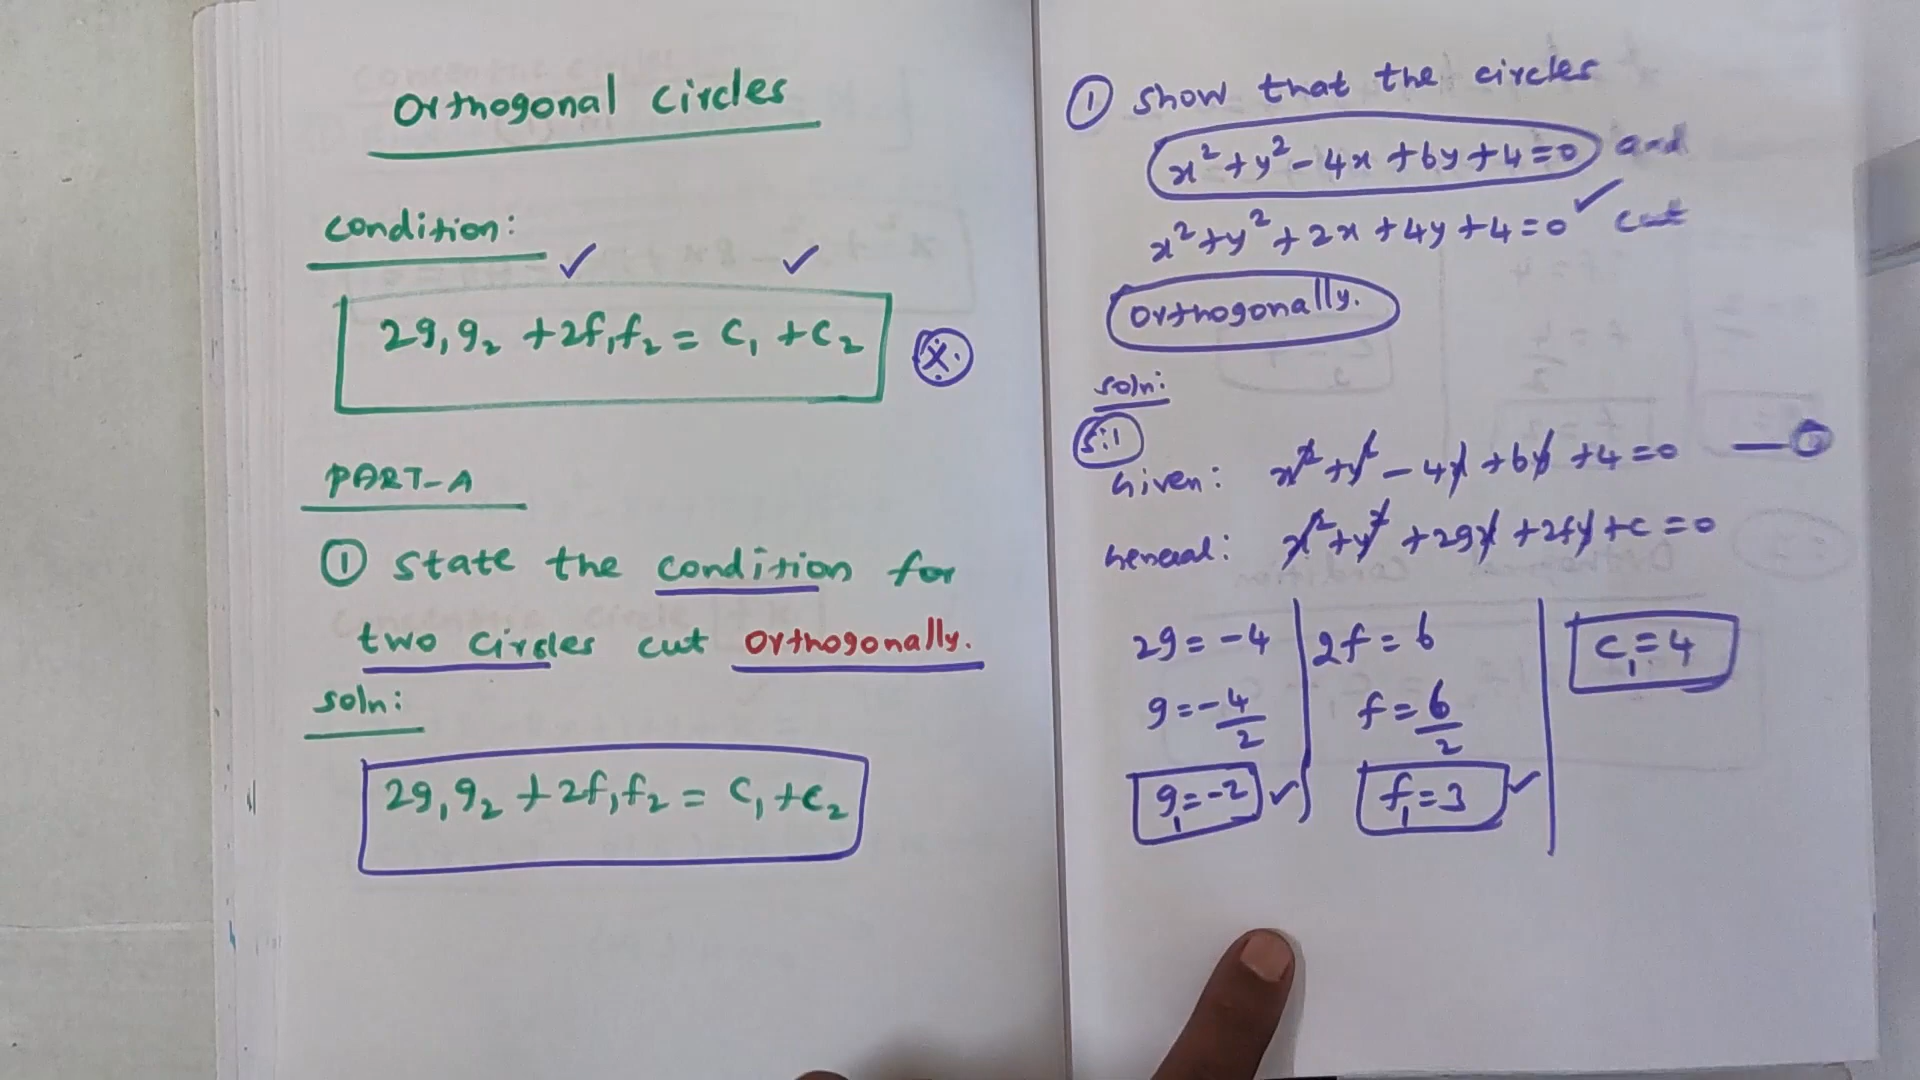 Orthogonal Circles
condition:
2g₁g₂ + 2f₁f₂ = c₁ + c₂
PART-A
① State the condition for
two circles cut orthogonally.
soln:
2g₁g₂ + 2f₁f₂ = c₁ + c₂
① Show that the circles
x² + y² - 4x + 6y + 4 = 0 and
x² + y² + 2x + 4y + 4 = 0 cut
orthogonally.
soln:
S:1
Given: x² + y² - 4x + 6y + 4 = 0 —①
General: x² + y² + 2gx + 2fy + c = 0
2g = -4 2f = 6 c₁ = 4
g = -4/2 f = 6/2
g₁ = -2 f₁ = 3